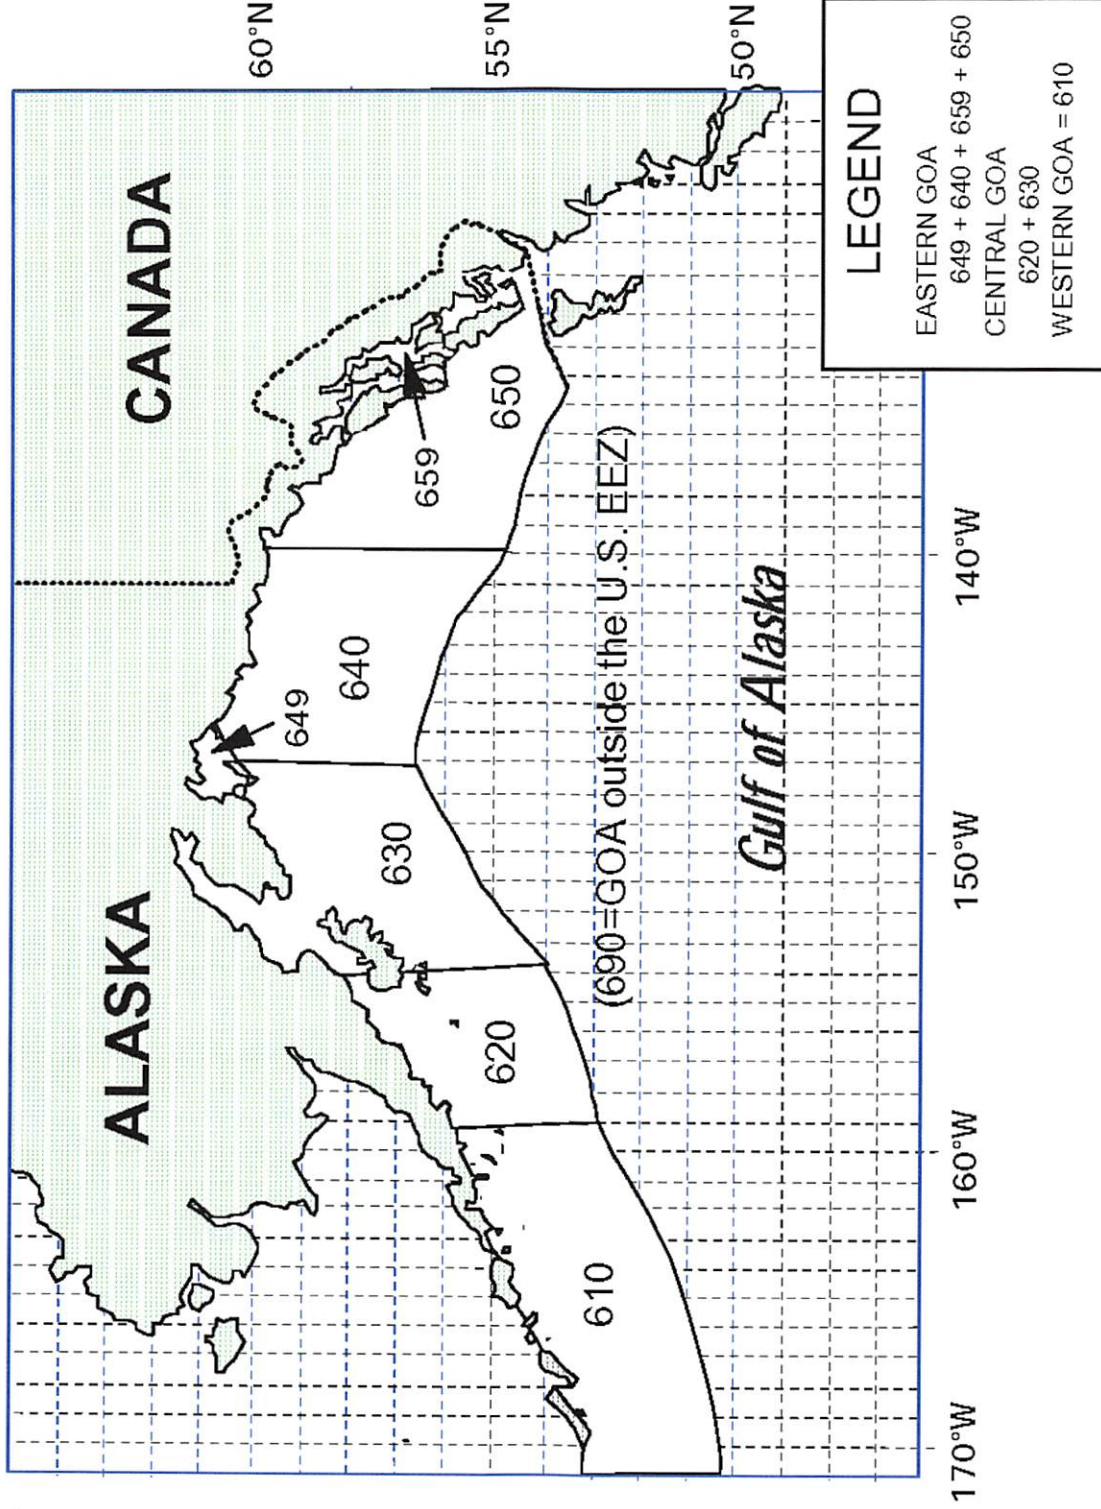 ALASKA
CANADA
60°N
55°N
50°N
649
659
640
630
650
620
610
(690=GOA outside the U.S. EEZ)
Gulf of Alaska
170°W
160°W
150°W
140°W
LEGEND
EASTERN GOA
649 + 640 + 659 + 650
CENTRAL GOA
620 + 630
WESTERN GOA = 610